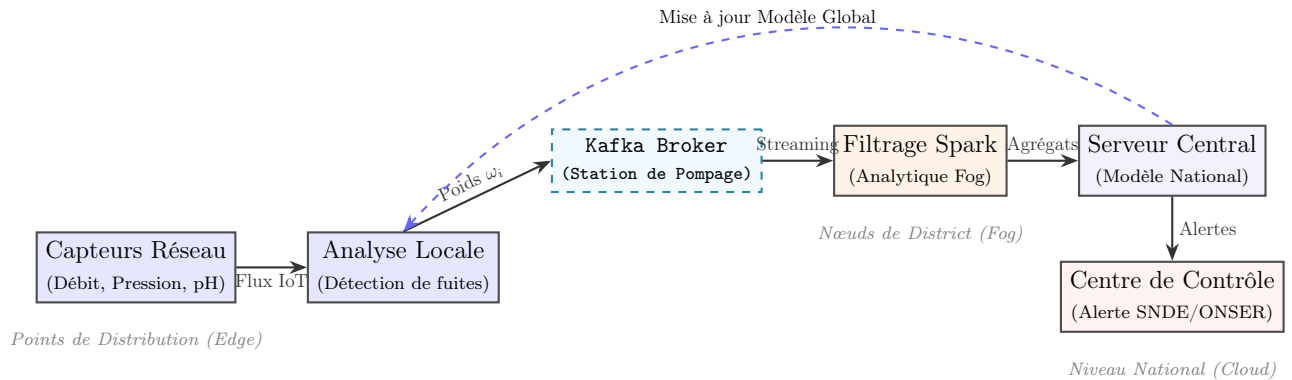 Mise à jour Modèle Global
Kafka Broker
(Station de Pompage)
Streaming
Filtrage Spark
(Analytique Fog)
Agrégats
Serveur Central
(Modèle National)
Poids ωᵢ
Nœuds de District (Fog)
Alertes
Capteurs Réseau
(Débit, Pression, pH)
Flux IoT
Analyse Locale
(Détection de fuites)
Centre de Contrôle
(Alerte SNDE/ONSER)
Points de Distribution (Edge)
Niveau National (Cloud)